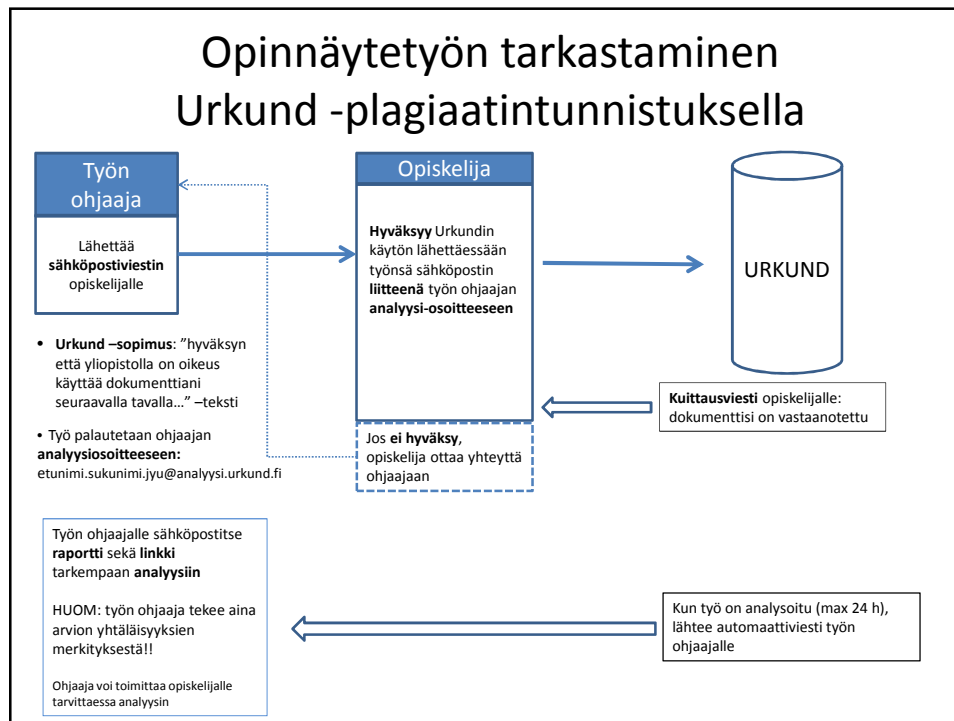 Opinnäytetyön tarkastaminen
Urkund -plagiaatintunnistuksella
Työn
ohjaaja
Lähettää
sähköpostiviestin
opiskelijalle
Opiskelija
Hyväksyy Urkundin
käytön lähettäessään
työnsä sähköpostin
liitteenä työn ohjaajan
analyysi-osoitteeseen
URKUND
• Urkund –sopimus: ”hyväksyn
että yliopistolla on oikeus
käyttää dokumenttiani
seuraavalla tavalla…” –teksti
• Työ palautetaan ohjaajan
analyysiosoitteeseen:
etunimi.sukunimi.jyu@analyysi.urkund.fi
Jos ei hyväksy,
opiskelija ottaa yhteyttä
ohjaajaan
Kuittausviesti opiskelijalle:
dokumenttisi on vastaanotettu
Työn ohjaajalle sähköpostitse
raportti sekä linkki
tarkempaan analyysiin
HUOM: työn ohjaaja tekee aina
arvion yhtäläisyyksien
merkityksestä!!
Ohjaaja voi toimittaa opiskelijalle
tarvittaessa analyysin
Kun työ on analysoitu (max 24 h),
lähtee automaattiviesti työn
ohjaajalle